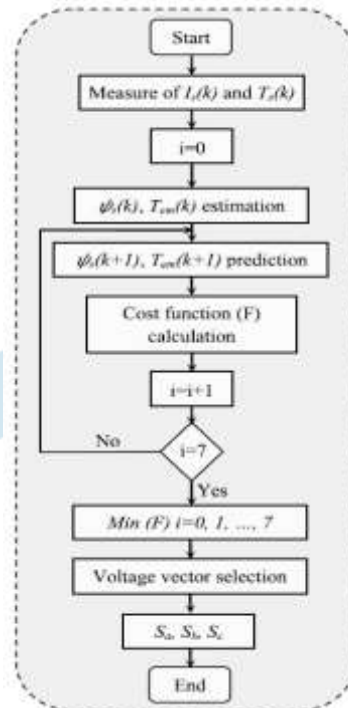 Start
Measure of Is(k) and Ts(k)
i=0
ψs(k), Tem(k) estimation
ψs(k+1), Tem(k+1) prediction
Cost function (F)
calculation
i=i+1
No
i=7
Yes
Min (F) i=0, 1, ..., 7
Voltage vector selection
Sa, Sb, Sc
End